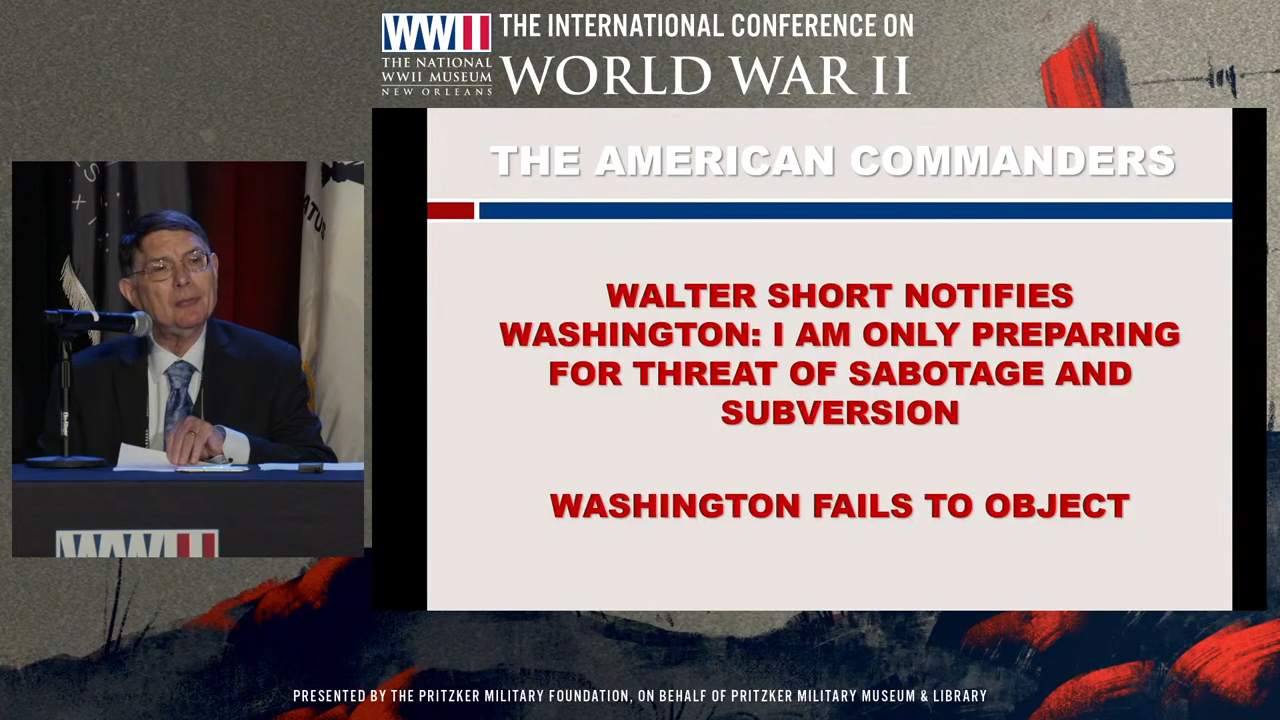 WWII
THE NATIONAL
WWII MUSEUM
NEW ORLEANS
THE INTERNATIONAL CONFERENCE ON
WORLD WAR II
THE AMERICAN COMMANDERS
WALTER SHORT NOTIFIES
WASHINGTON: I AM ONLY PREPARING
FOR THREAT OF SABOTAGE AND
SUBVERSION
WASHINGTON FAILS TO OBJECT
WWII
PRESENTED BY THE PRITZKER MILITARY FOUNDATION, ON BEHALF OF PRITZKER MILITARY MUSEUM & LIBRARY